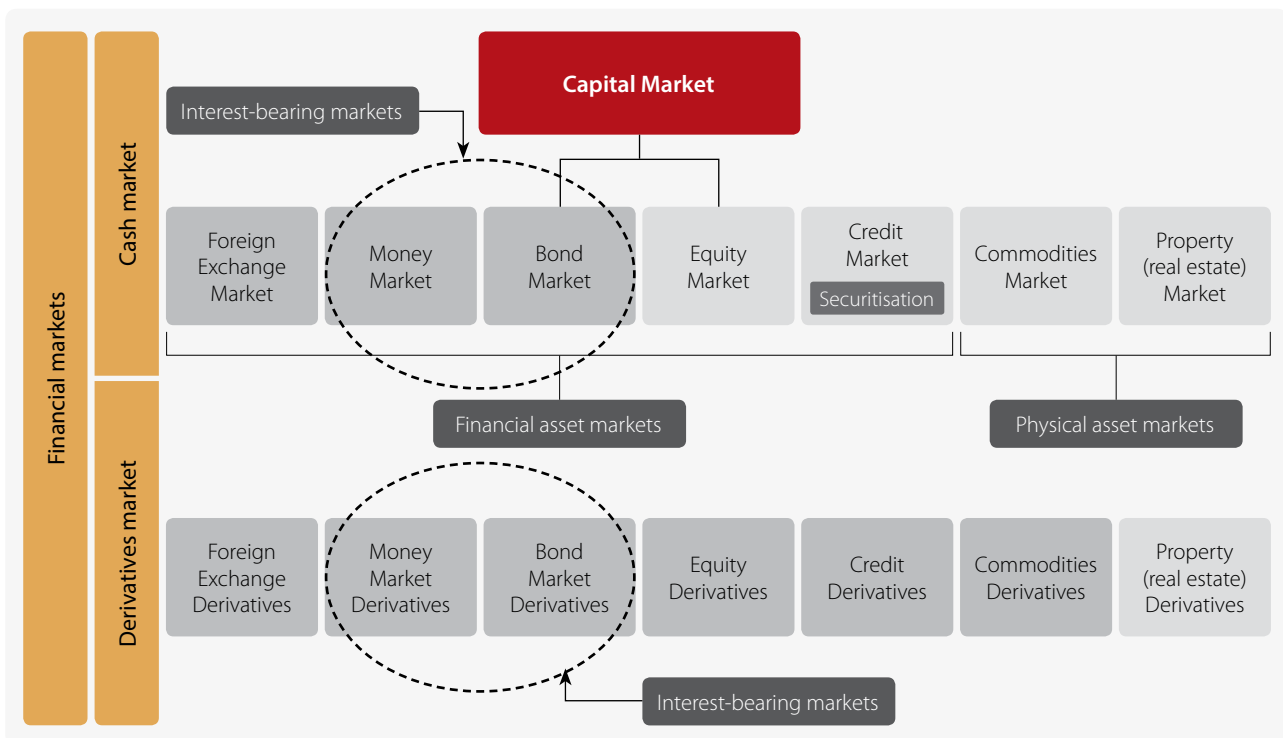 Financial markets
Cash market
Derivatives market
Capital Market
Interest-bearing markets
Foreign
Exchange
Market
Money
Market
Bond
Market
Equity
Market
Credit
Market
Securitisation
Commodities
Market
Property
(real estate)
Market
Financial asset markets
Physical asset markets
Foreign
Exchange
Derivatives
Money
Market
Derivatives
Bond
Market
Derivatives
Equity
Derivatives
Credit
Derivatives
Commodities
Derivatives
Property
(real estate)
Derivatives
Interest-bearing markets